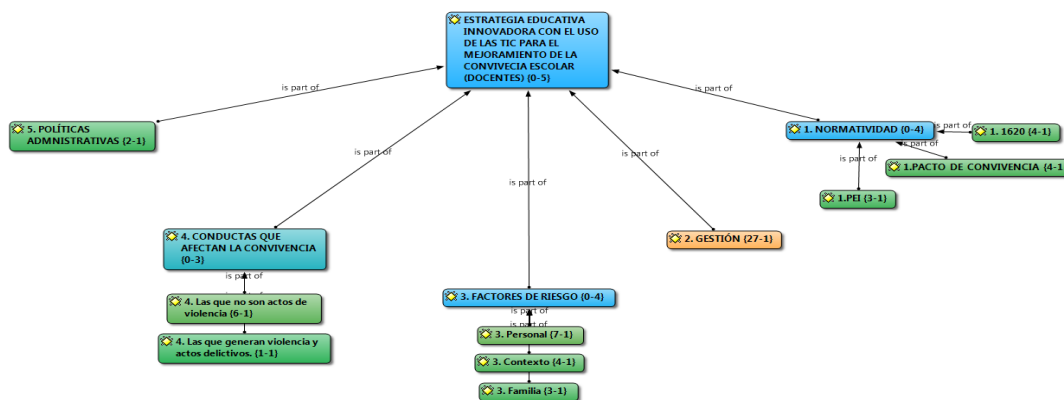 ESTRATEGIA EDUCATIVA
INNOVADORA CON EL USO
DE LAS TIC PARA EL
MEJORAMIENTO DE LA
CONVIVECIA ESCOLAR
(DOCENTES) {0-5}
is part of
is part of
5. POLÍTICAS
ADMNISTRATIVAS {2-1}
1. NORMATIVIDAD {0-4}
is part of
1. 1620 {4-1}
is part of
is part of
is part of
is part of
1.PACTO DE CONVIVENCIA {4-1
is part of
is part of
1.PEI {3-1}
4. CONDUCTAS QUE
AFECTAN LA CONVIVENCIA
{0-3}
2. GESTIÓN {27-1}
is part of
is part of
4. Las que no son actos de
violencia {6-1}
3. FACTORES DE RIESGO {0-4}
is part of
4. Las que generan violencia y
actos delictivos. {1-1}
3. Personal {7-1}
3. Contexto {4-1}
3. Familia {3-1}